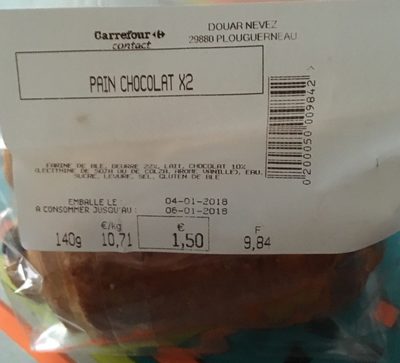 Carrefour
contact
DOUAR NEVEZ
29880 PLOUGUERNEAU
PAIN CHOCOLAT X2
0200050009842
FARINE DE BLE, BEURRE 22%, LAIT, CHOCOLAT 10%
(LECITHINE DE SOJA OU DE COLZA, AROME VANILLE), EAU,
SUCRE, LEVURE, SEL, GLUTEN DE BLE
EMBALLE LE 04-01-2018
A CONSOMMER JUSQU'AU: 06-01-2018
€/kg € F
140g 10,71 1,50 9,84